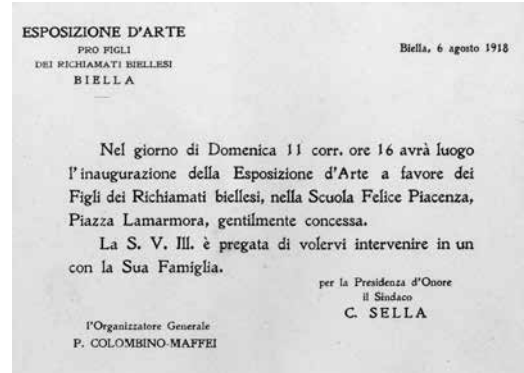 ESPOSIZIONE D'ARTE
PRO FIGLI
DEI RICHIAMATI BIELLESI
BIELLA
Biella, 6 agosto 1918
Nel giorno di Domenica 11 corr. ore 16 avrà luogo
l'inaugurazione della Esposizione d'Arte a favore dei
Figli dei Richiamati biellesi, nella Scuola Felice Piacenza,
Piazza Lamarmora, gentilmente concessa.
La S. V. Ill. è pregata di volervi intervenire in un
con la Sua Famiglia.
per la Presidenza d'Onore
il Sindaco
C. SELLA
l'Organizzatore Generale
P. COLOMBINO-MAFFEI